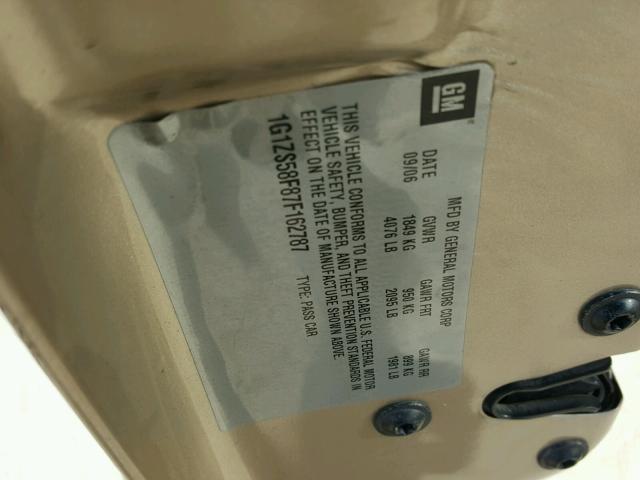 GM
MFD BY GENERAL MOTORS CORP
DATE GVWR GAWR FRT GAWR RR
09/06 1849 KG 950 KG 899 KG
4076 LB 2095 LB 1981 LB
THIS VEHICLE CONFORMS TO ALL APPLICABLE U.S. FEDERAL MOTOR
VEHICLE SAFETY, BUMPER, AND THEFT PREVENTION STANDARDS IN
EFFECT ON THE DATE OF MANUFACTURE SHOWN ABOVE.
1G1ZS58F87F162787 TYPE: PASS CAR